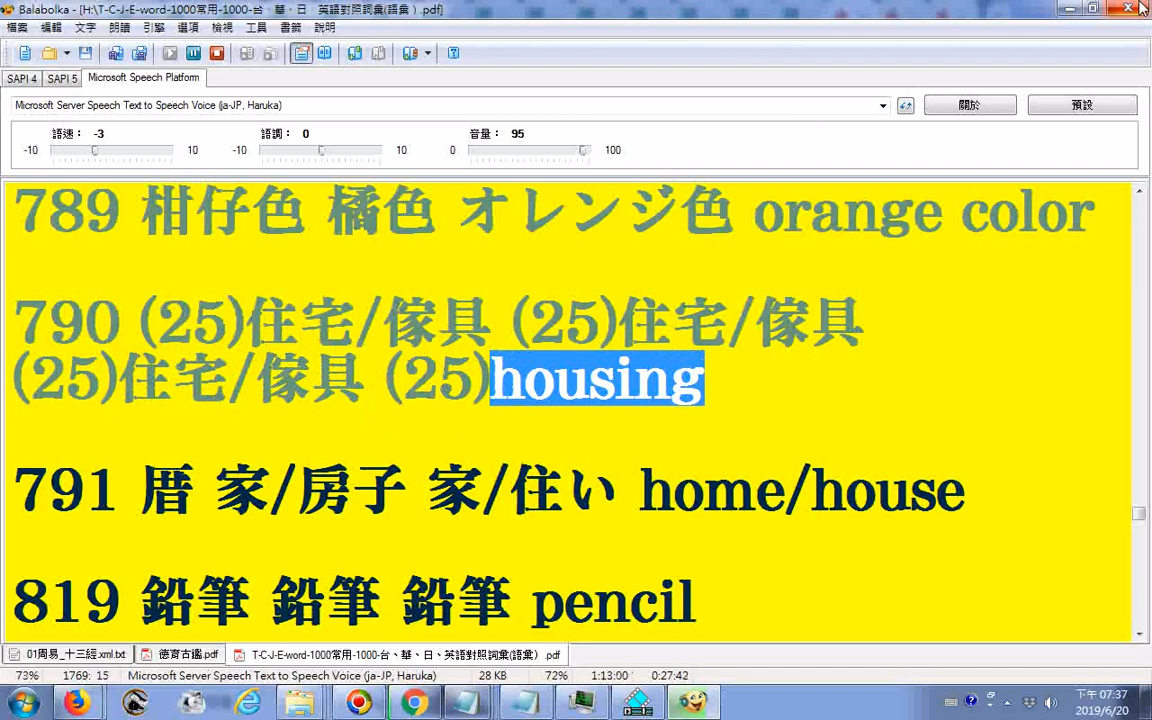 Balabolka - [H:\T-C-J-E-word-1000常用-1000-台、華、日、英語對照詞彙(語彙).pdf]
檔案 編輯 文字 朗讀 引擎 選項 檢視 工具 書籤 說明
SAPI 4 SAPI 5 Microsoft Speech Platform
Microsoft Server Speech Text to Speech Voice (ja-JP, Haruka) 關於 預設
語速： -3 語調： 0 音量： 95
-10 10 -10 10 0 100
789 柑仔色 橘色 オレンジ色 orange color
790 (25)住宅/傢具 (25)住宅/傢具
(25)住宅/傢具 (25)housing
791 厝 家/房子 家/住い home/house
819 鉛筆 鉛筆 鉛筆 pencil
01周易_十三經.xml.txt 德育古鑑.pdf T-C-J-E-word-1000常用-1000-台、華、日、英語對照詞彙(語彙) .pdf
73% 1769: 15 Microsoft Server Speech Text to Speech Voice (ja-JP, Haruka) 28 KB 72% 1:13:00 0:27:42
下午 07:37
2019/6/20